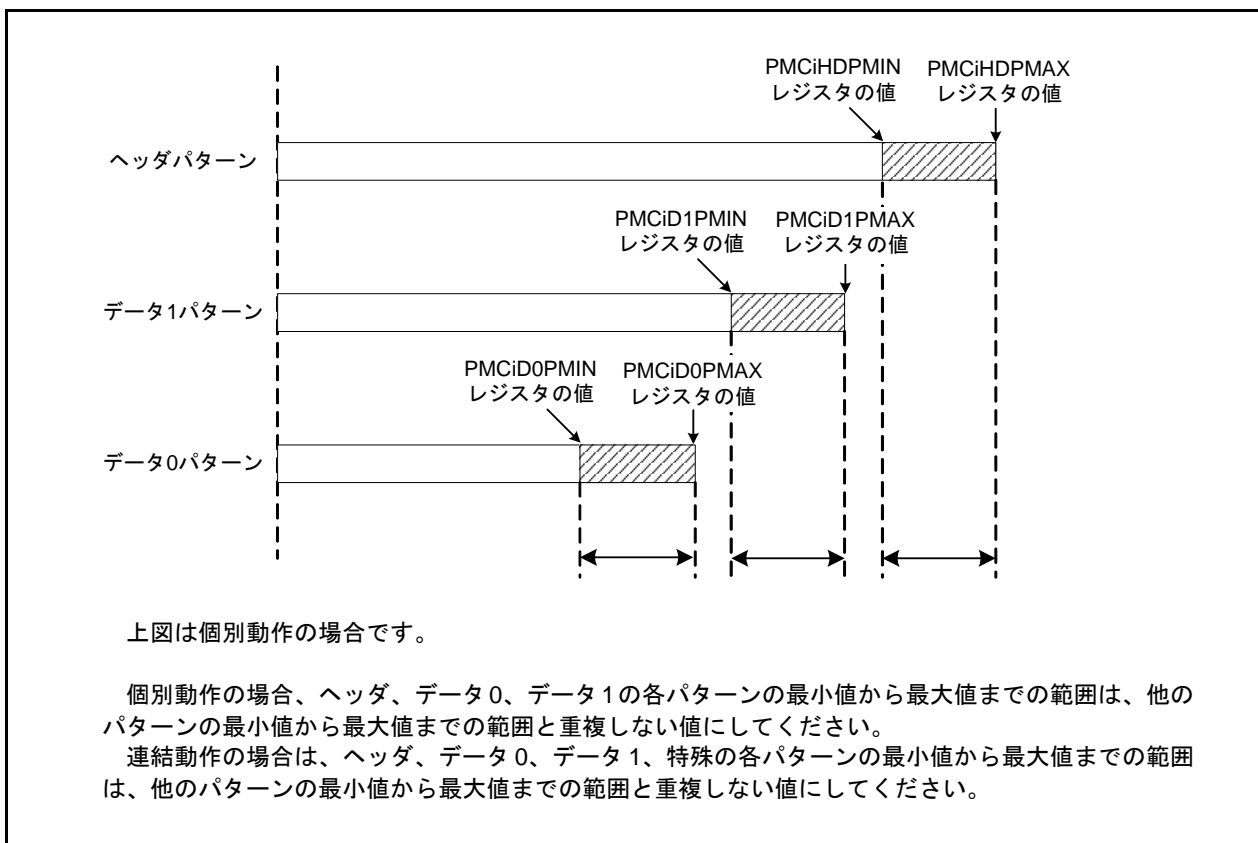 PMCiHDPMIN PMCiHDPMAX
レジスタの値 レジスタの値
ヘッダパターン
PMCiD1PMIN PMCiD1PMAX
レジスタの値 レジスタの値
データ1パターン
PMCiD0PMIN PMCiD0PMAX
レジスタの値 レジスタの値
データ0パターン
上図は個別動作の場合です。
個別動作の場合、ヘッダ、データ0、データ1の各パターンの最小値から最大値までの範囲は、他の
パターンの最小値から最大値までの範囲と重複しない値にしてください。
連結動作の場合は、ヘッダ、データ0、データ1、特殊の各パターンの最小値から最大値までの範囲
は、他のパターンの最小値から最大値までの範囲と重複しない値にしてください。